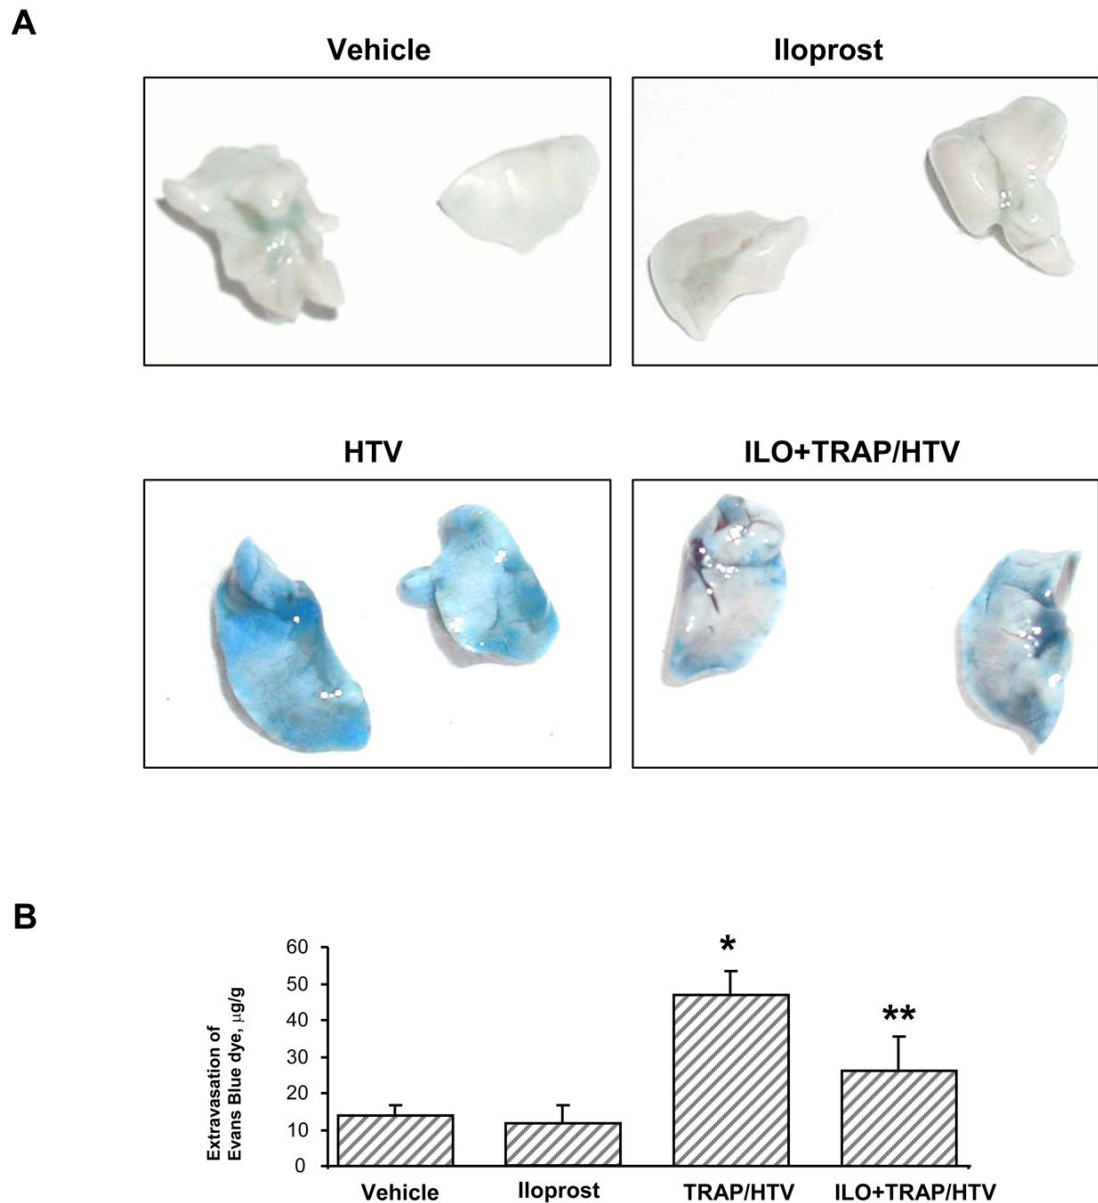 A
Vehicle Iloprost
HTV ILO+TRAP/HTV
B
Extravasation of
Evans Blue dye, µg/g
60
50
40
30
20
10
0
*
**
Vehicle Iloprost TRAP/HTV ILO+TRAP/HTV